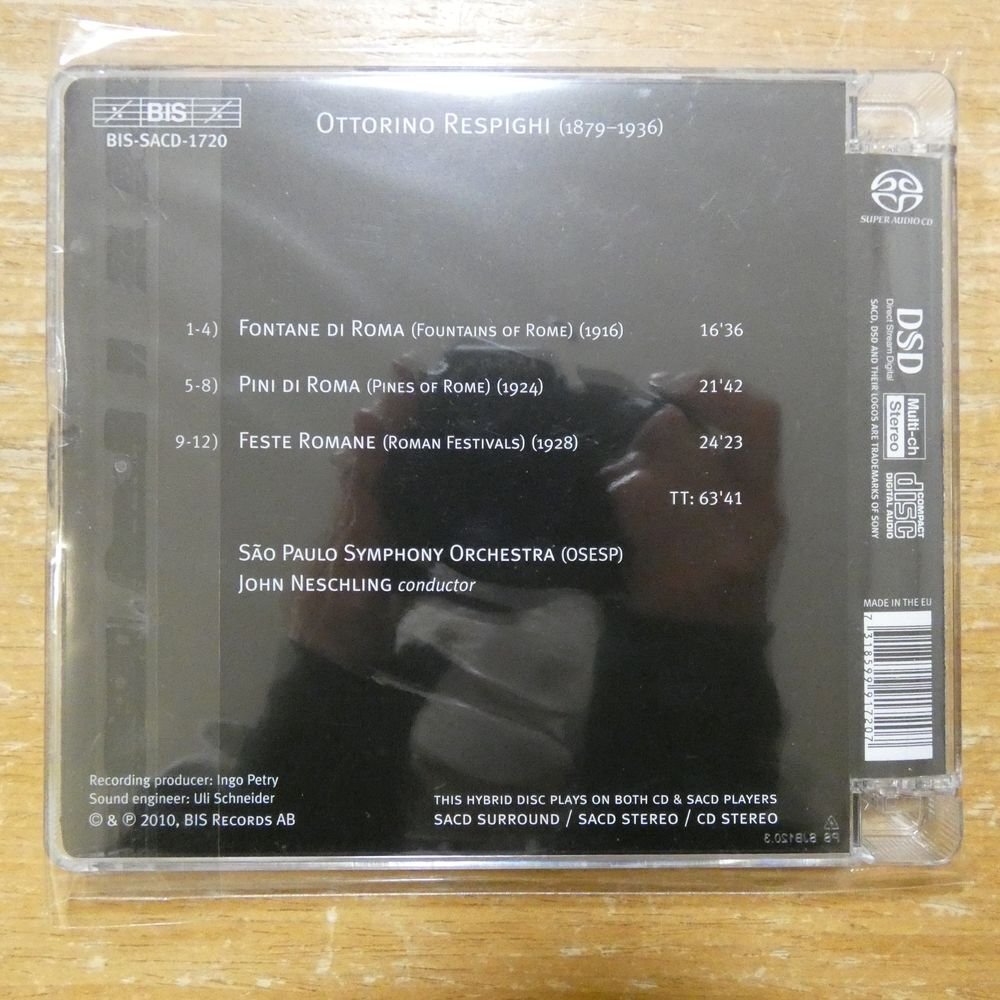 BIS
BIS-SACD-1720
OTTORINO RESPIGHI (1879–1936)
1-4) FONTANE DI ROMA (FOUNTAINS OF ROME) (1916) 16'36
5-8) PINI DI ROMA (PINES OF ROME) (1924) 21'42
9-12) FESTE ROMANE (ROMAN FESTIVALS) (1928) 24'23
TT: 63'41
SÃO PAULO SYMPHONY ORCHESTRA (OSESP)
JOHN NESCHLING conductor
Recording producer: Ingo Petry
Sound engineer: Uli Schneider
© & ℗ 2010, BIS RECORDS AB
THIS HYBRID DISC PLAYS ON BOTH CD & SACD PLAYERS
SACD SURROUND / SACD STEREO / CD STEREO
SUPER AUDIO CD
DSD
Direct Stream Digital
Multi-ch
Stereo
COMPACT
disc
DIGITAL AUDIO
SACD, DSD AND THEIR LOGOS ARE TRADEMARKS OF SONY
MADE IN THE EU
7 318599 917207